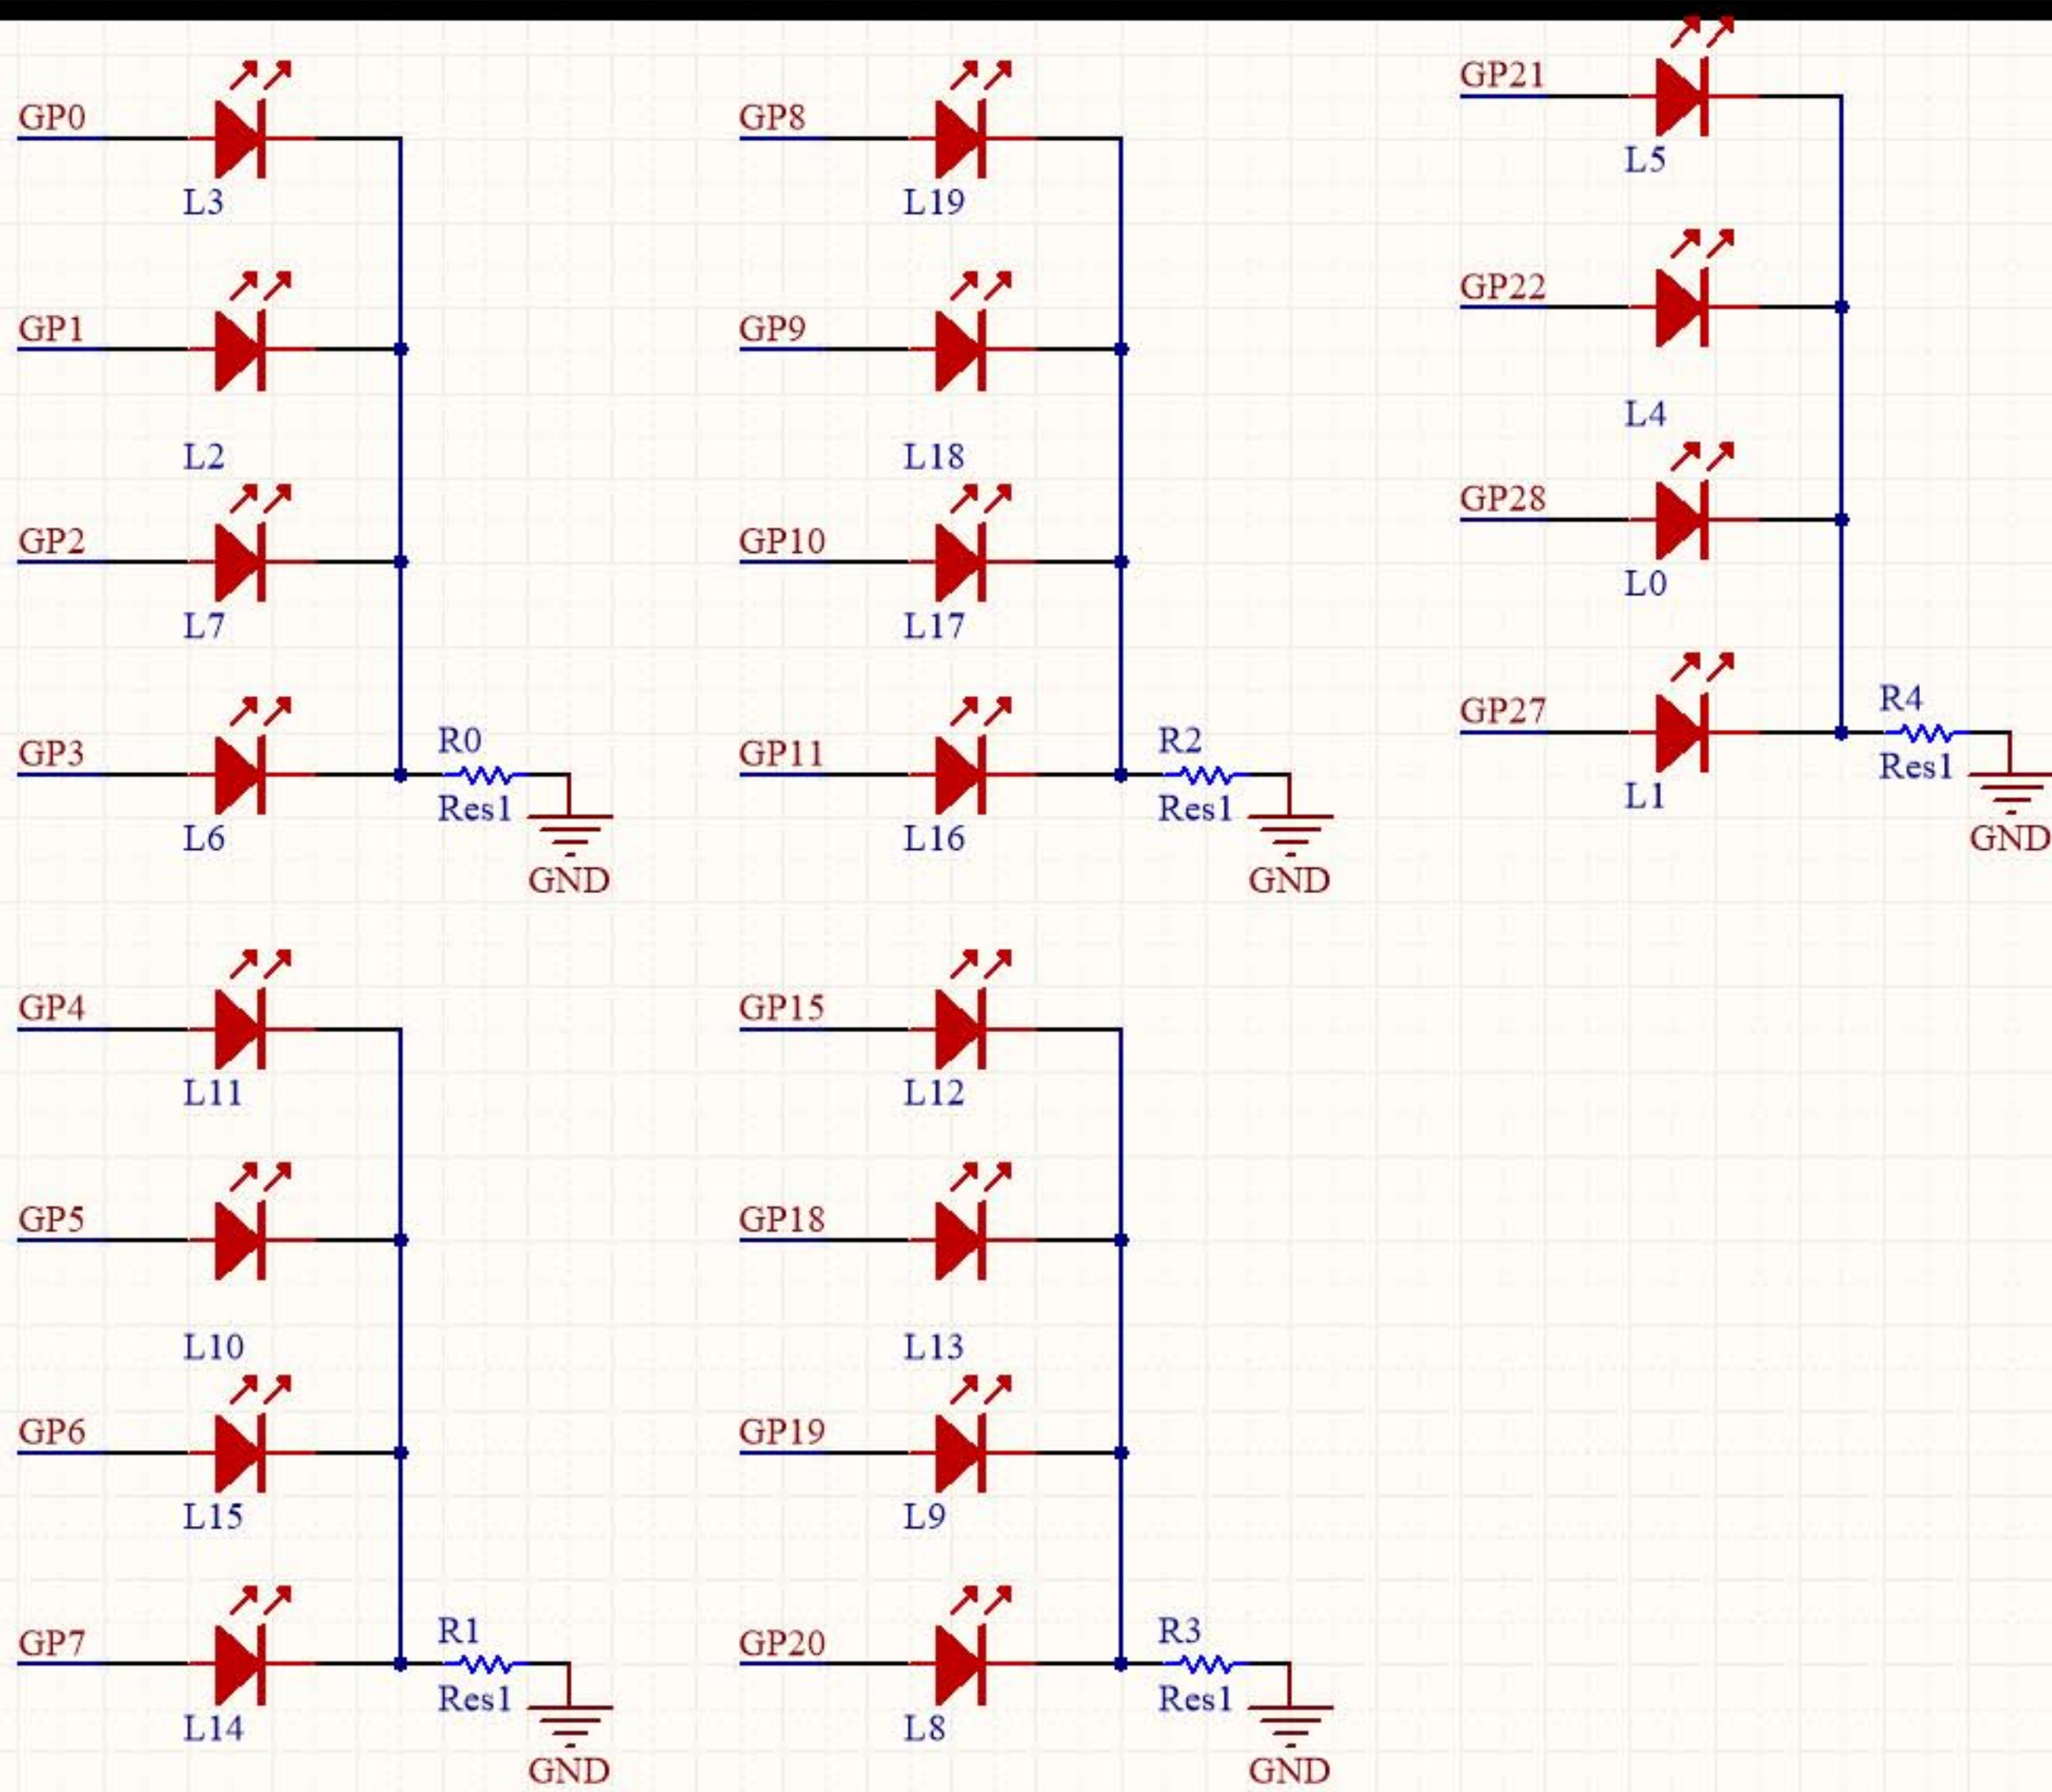 GP0
L3
GP1
L2
GP2
L7
GP3
L6
R0
Res1
GND
GP4
L11
GP5
L10
GP6
L15
GP7
L14
R1
Res1
GND
GP8
L19
GP9
L18
GP10
L17
GP11
L16
R2
Res1
GND
GP15
L12
GP18
L13
GP19
L9
GP20
L8
R3
Res1
GND
GP21
L5
GP22
L4
GP28
L0
GP27
L1
R4
Res1
GND